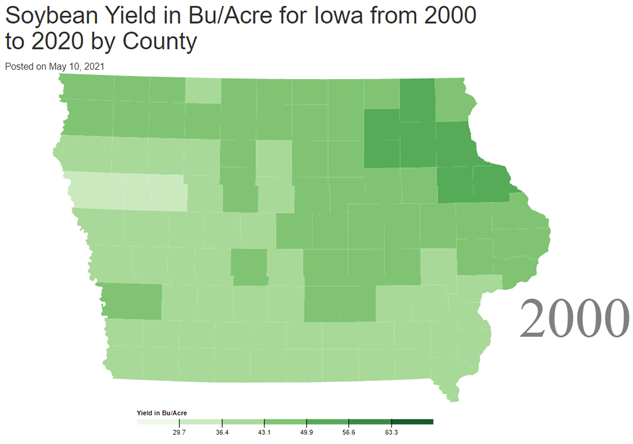 Soybean Yield in Bu/Acre for Iowa from 2000
to 2020 by County
Posted on May 10, 2021
2000
Yield in Bu/Acre
29.7 36.4 43.1 49.9 56.6 63.3